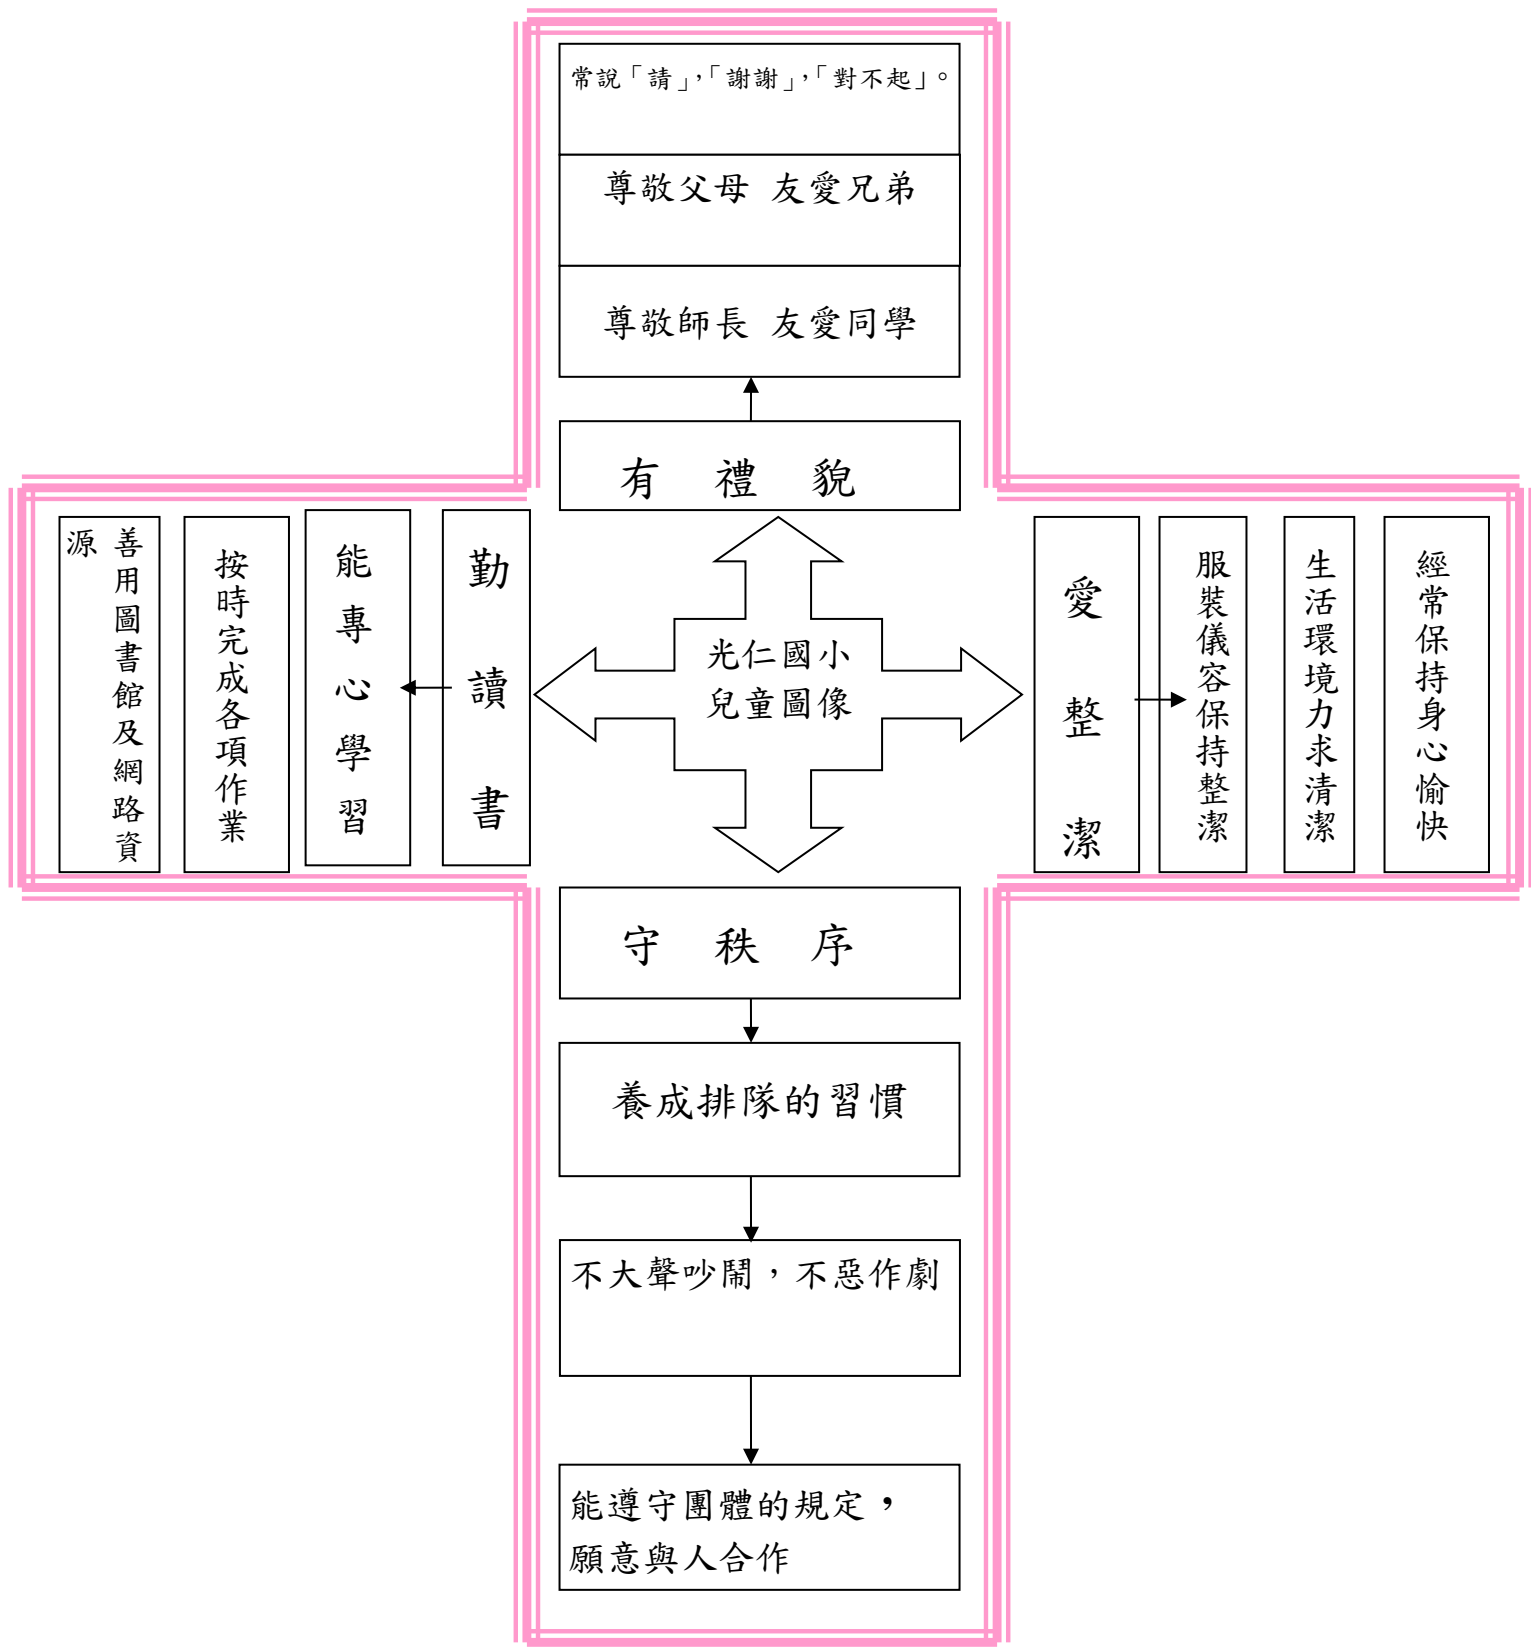 常說「請」，「謝謝」，「對不起」。
尊敬父母 友愛兄弟
尊敬師長 友愛同學
有 禮 貌
善用圖書館及網路資
源
按時完成各項作業
能專心學習
勤讀書
光仁國小
兒童圖像
愛整潔
服裝儀容保持整潔
生活環境力求清潔
經常保持身心愉快
守 秩 序
養成排隊的習慣
不大聲吵鬧，不惡作劇
能遵守團體的規定，
願意與人合作